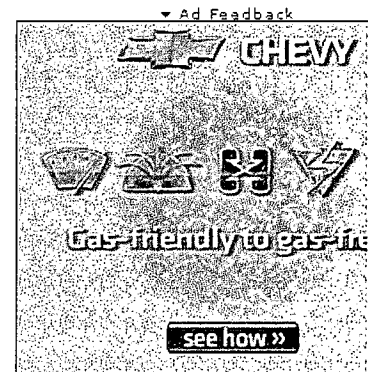 ▼ Ad Feedback
CHEVY
Gas-friendly to gas-fre
see how »